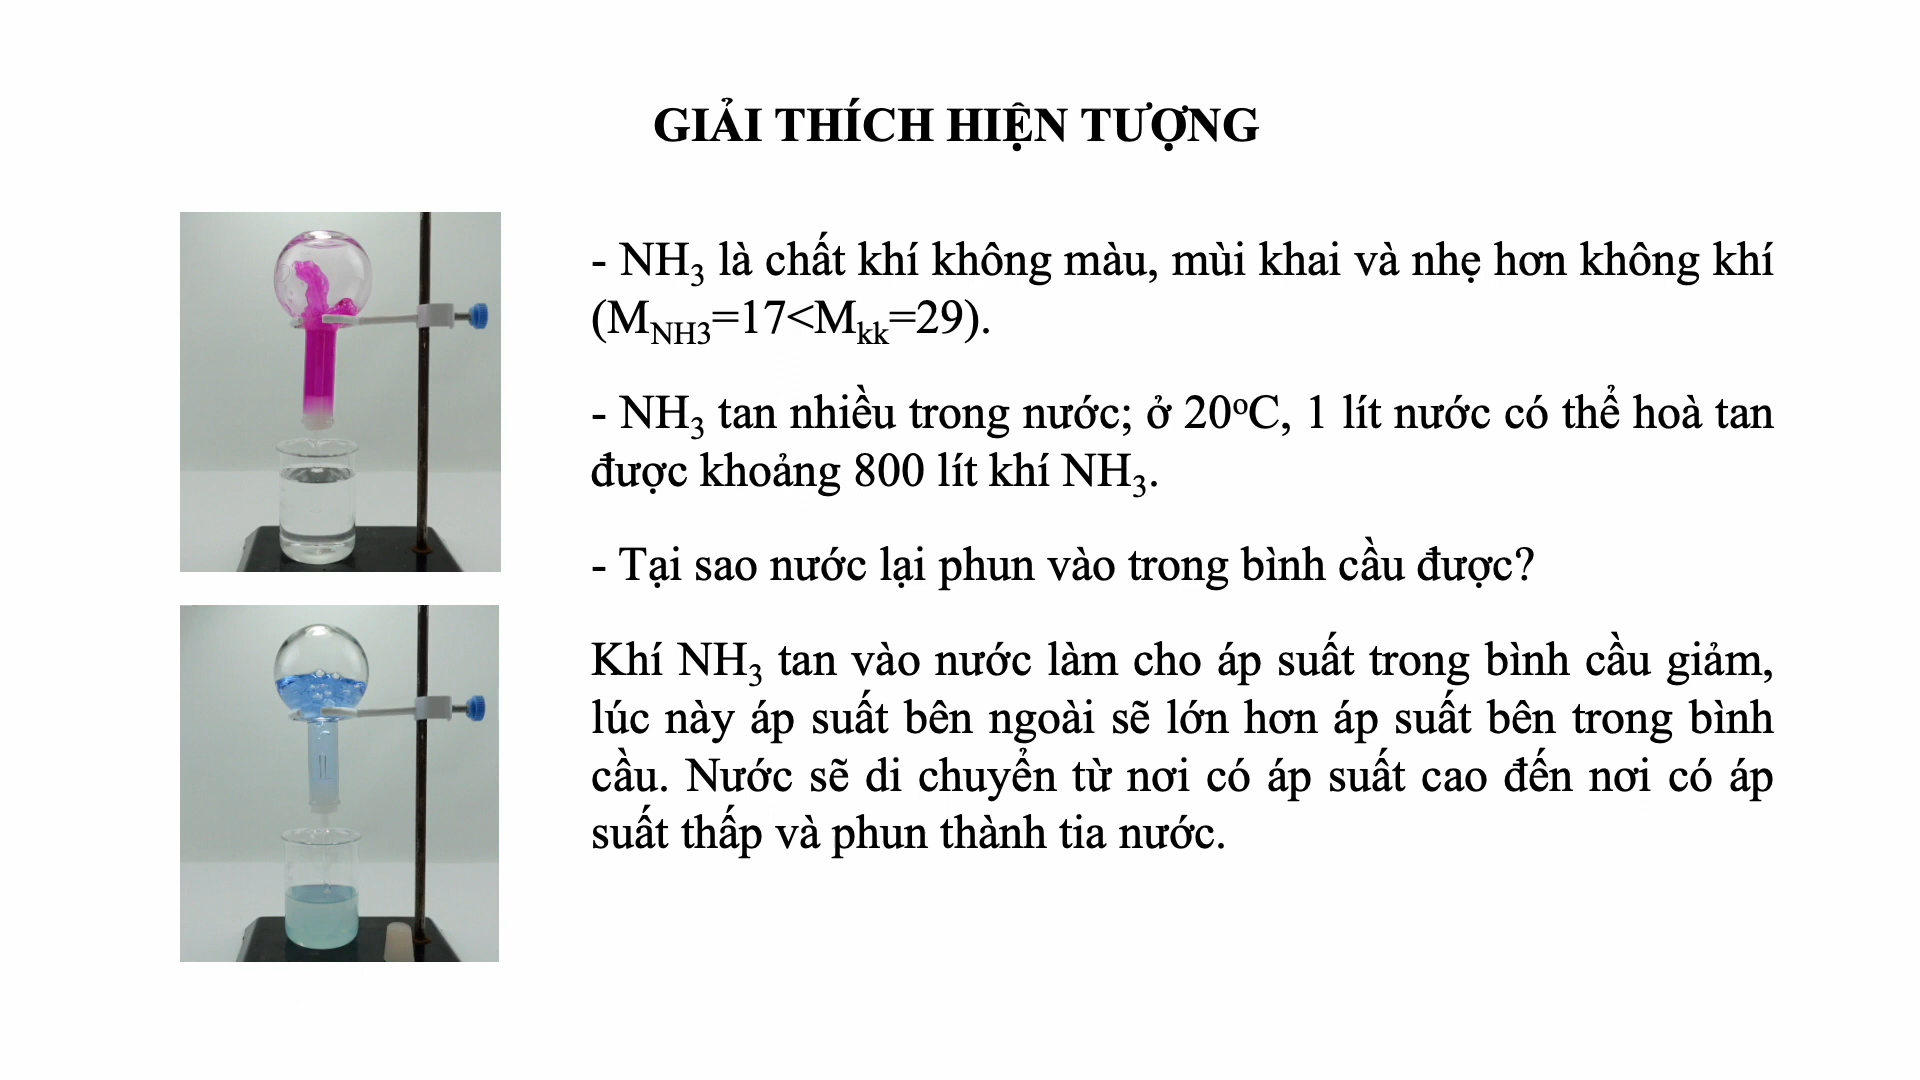 GIẢI THÍCH HIỆN TƯỢNG
- NH₃ là chất khí không màu, mùi khai và nhẹ hơn không khí
(M_NH3=17<M_kk=29).
- NH₃ tan nhiều trong nước; ở 20ºC, 1 lít nước có thể hoà tan
được khoảng 800 lít khí NH₃.
- Tại sao nước lại phun vào trong bình cầu được?
Khí NH₃ tan vào nước làm cho áp suất trong bình cầu giảm,
lúc này áp suất bên ngoài sẽ lớn hơn áp suất bên trong bình
cầu. Nước sẽ di chuyển từ nơi có áp suất cao đến nơi có áp
suất thấp và phun thành tia nước.